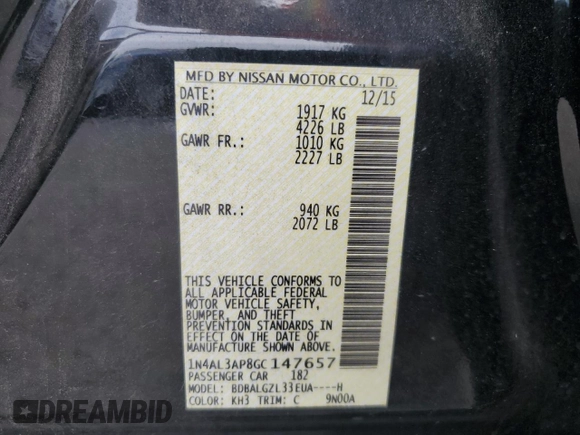 MFD BY NISSAN MOTOR CO., LTD.
DATE: 12/15
GVWR: 1917 KG
4226 LB
GAWR FR.: 1010 KG
2227 LB
GAWR RR.: 940 KG
2072 LB
THIS VEHICLE CONFORMS TO
ALL APPLICABLE FEDERAL
MOTOR VEHICLE SAFETY,
BUMPER, AND THEFT
PREVENTION STANDARDS
IN EFFECT ON THE DATE OF
MANUFACTURE SHOWN ABOVE.
1N4AL3AP8GC147657
PASSENGER CAR 182
MODEL: BDBALGZL33EUA----H
COLOR: KH3 TRIM: C 9N00A
EASTERNBIDS
.COM